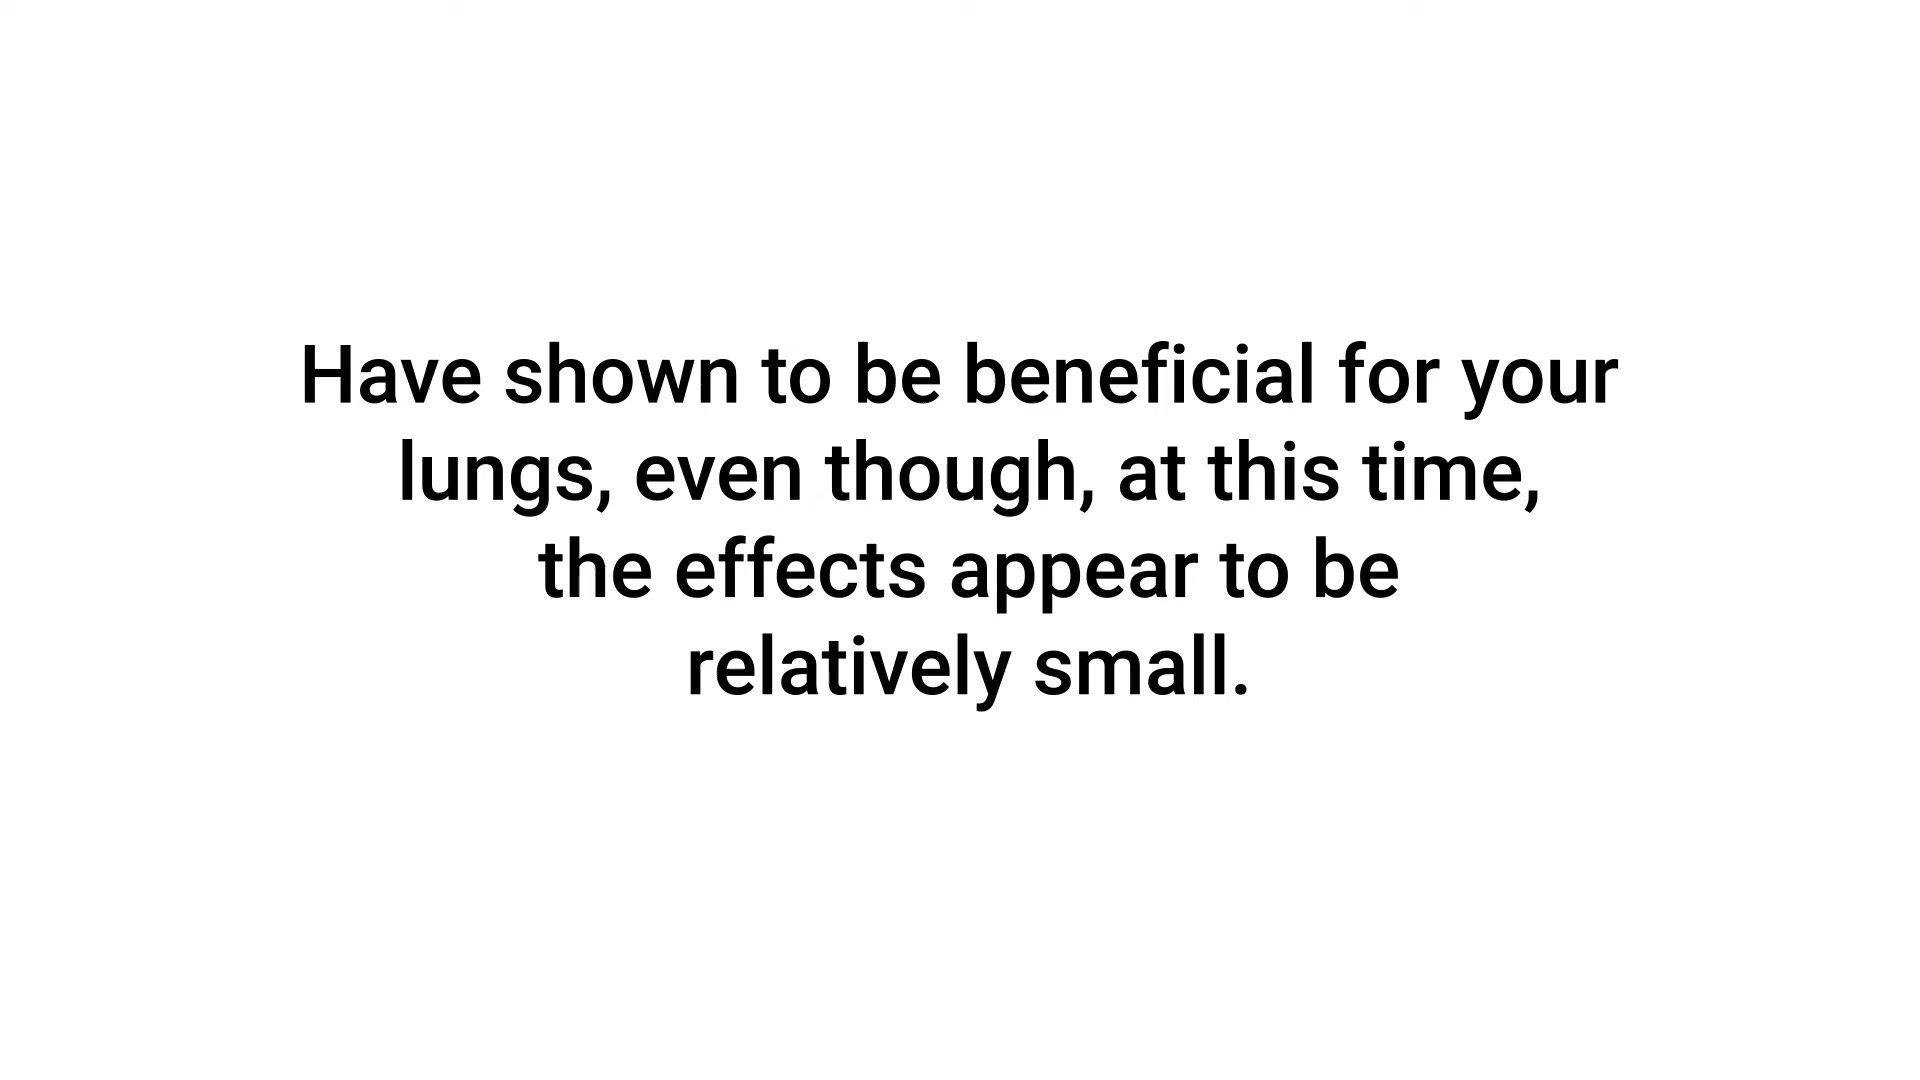 Have shown to be beneficial for your
lungs, even though, at this time,
the effects appear to be
relatively small.